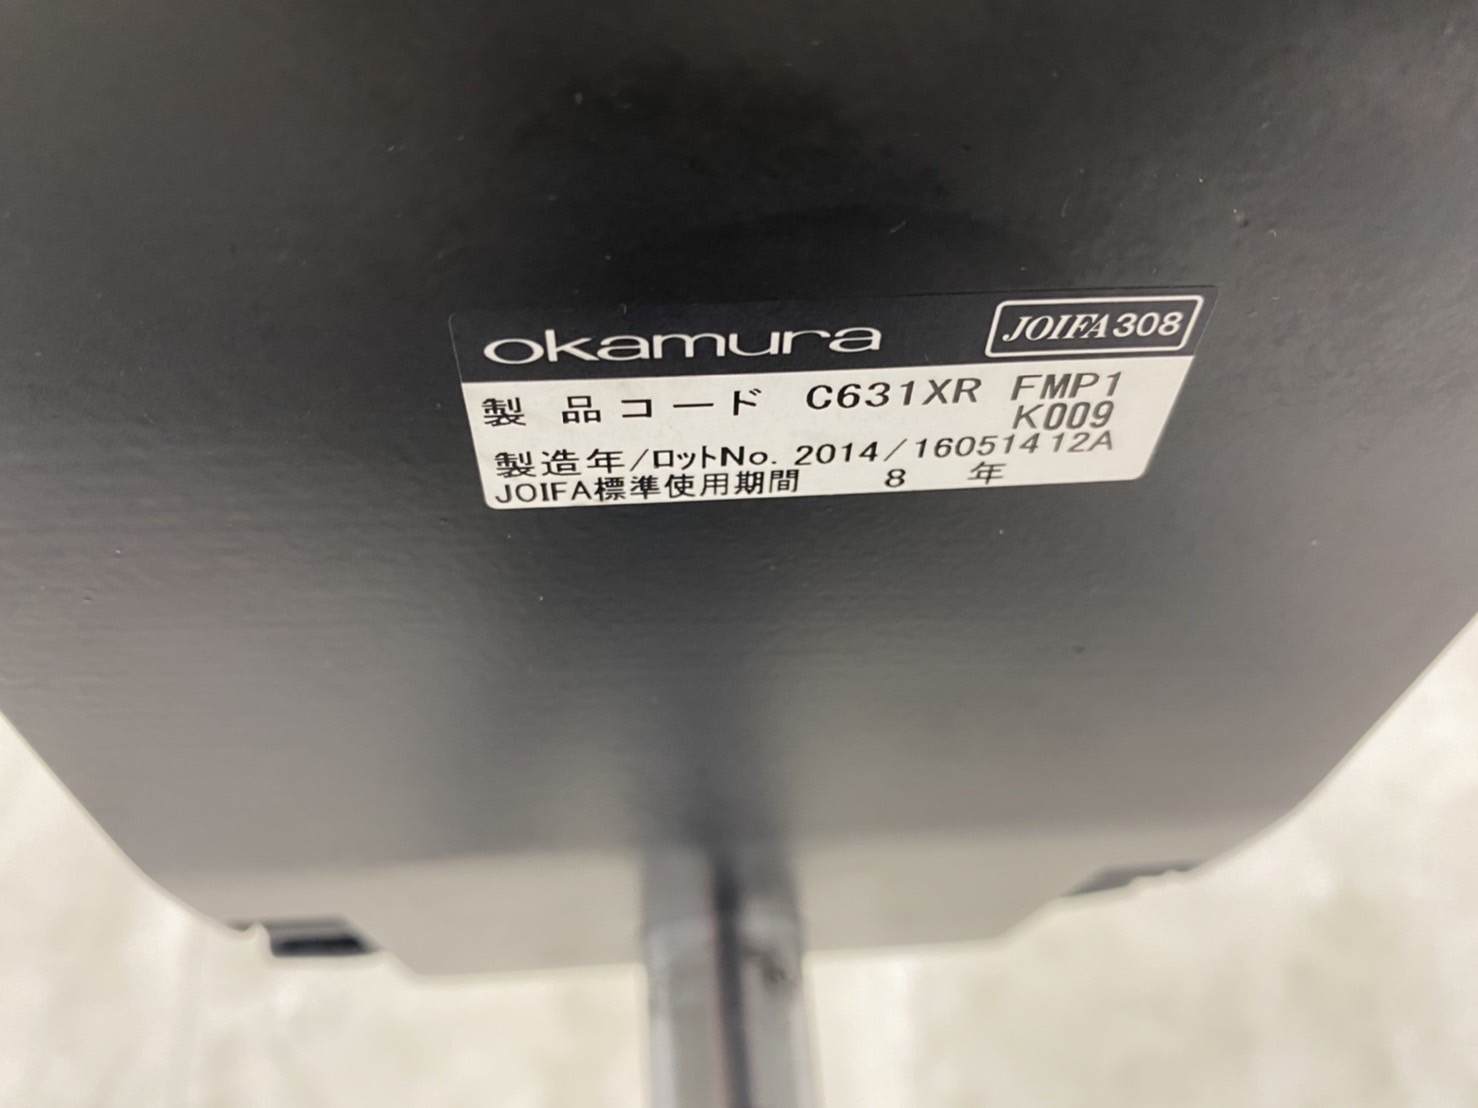 okamura JOIFA308
製品コード C631XR FMP1
K009
製造年/ロットNo. 2014/16051412A
JOIFA標準使用期間 8 年